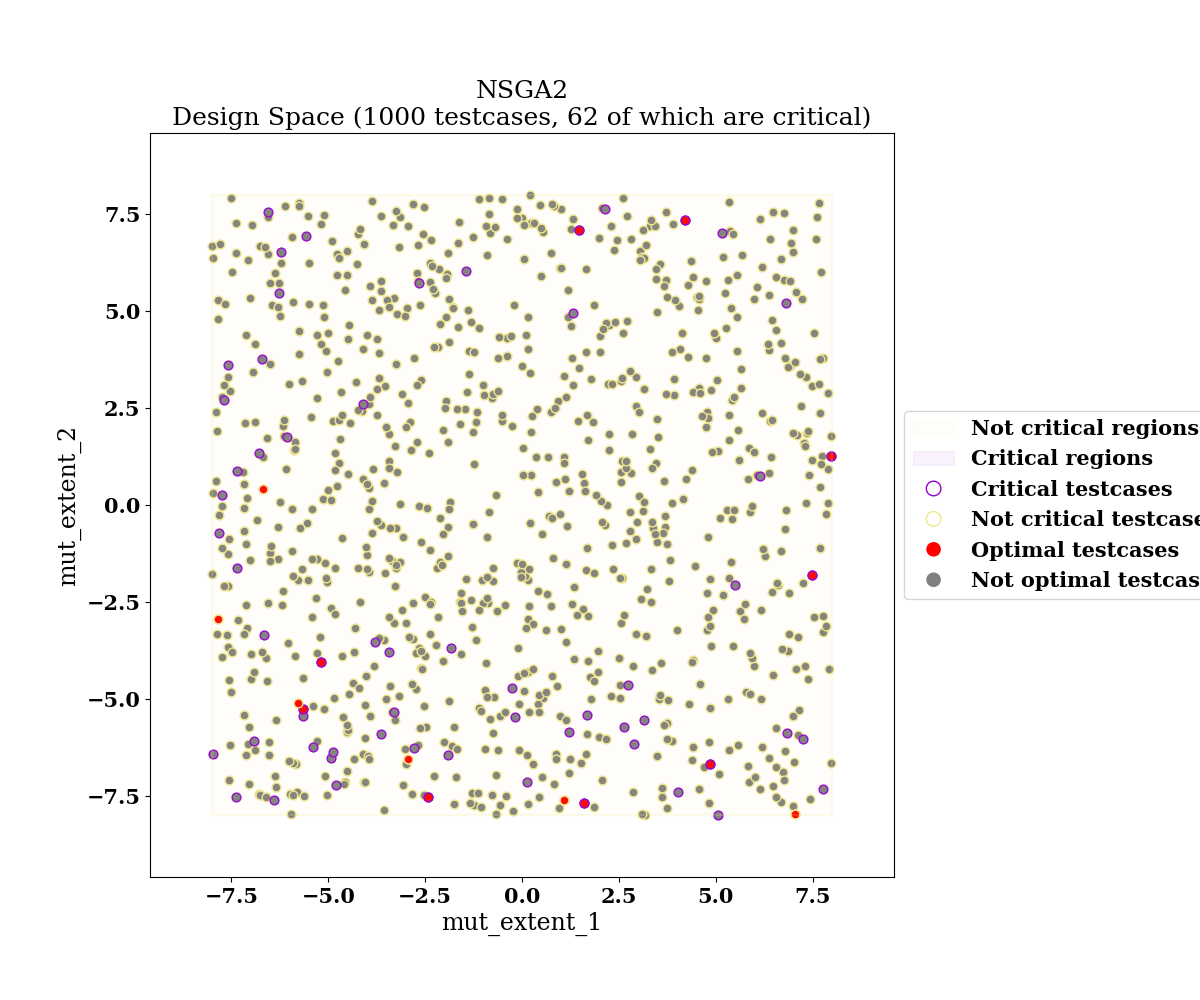 NSGA2
Design Space (1000 testcases, 62 of which are critical)
7.5
5.0
2.5
0.0
−2.5
−5.0
−7.5
mut_extent_2
−7.5 −5.0 −2.5 0.0 2.5 5.0 7.5
mut_extent_1
Not critical regions
Critical regions
Critical testcases
Not critical testcase
Optimal testcases
Not optimal testcas